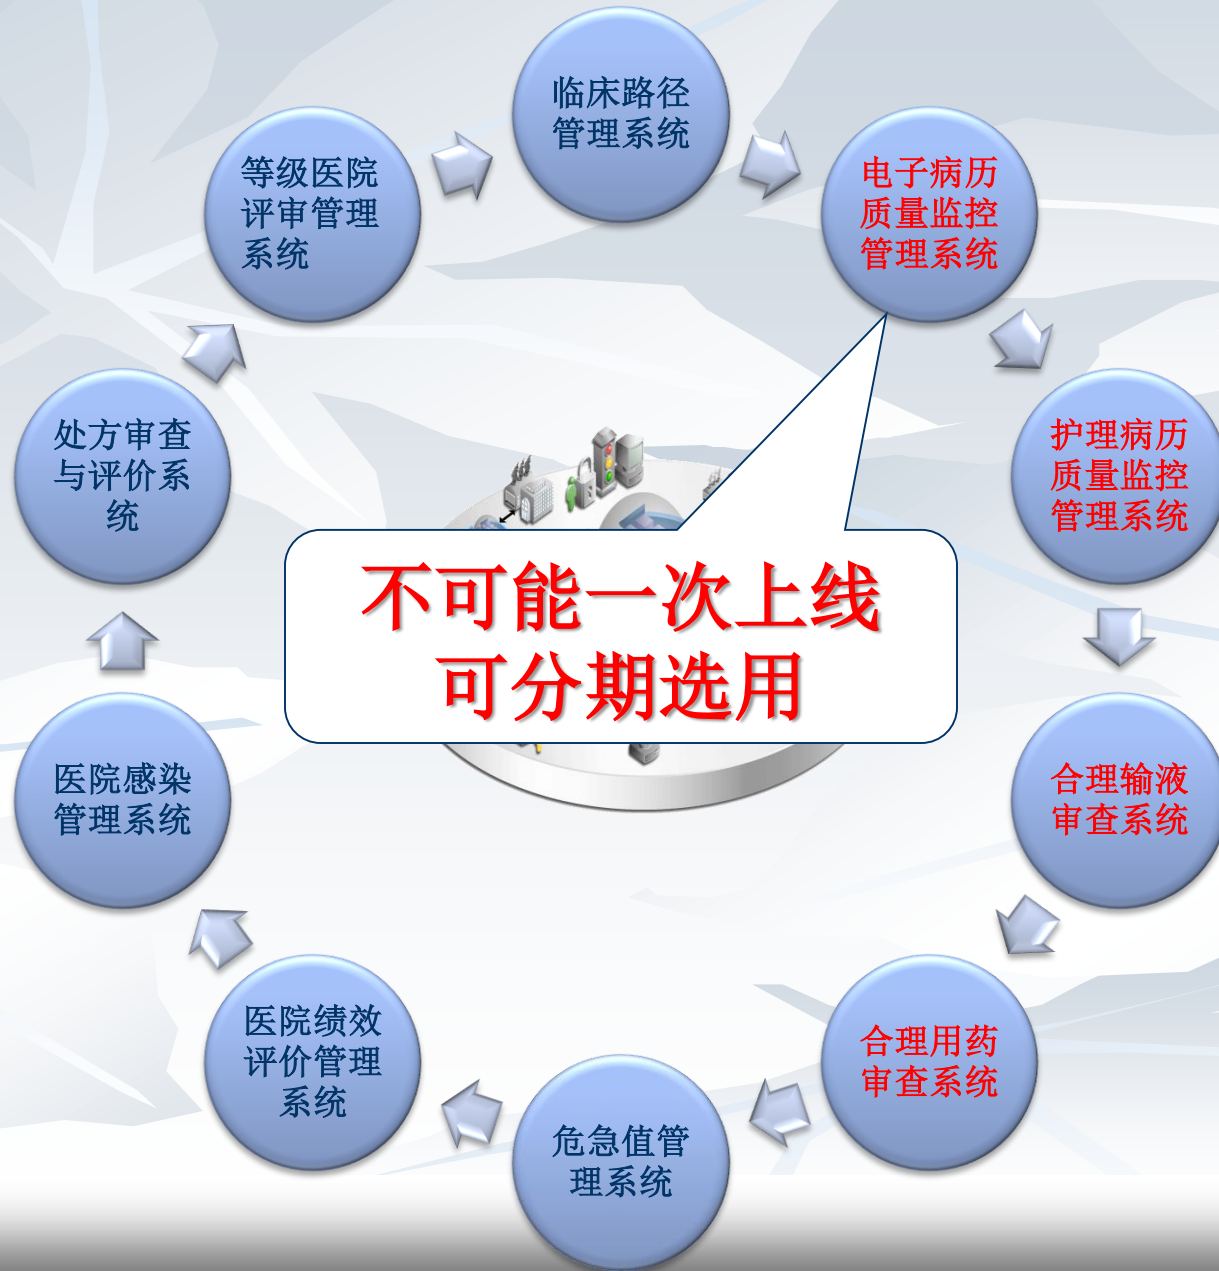 临床路径
管理系统
电子病历
质量监控
管理系统
护理病历
质量监控
管理系统
合理输液
审查系统
合理用药
审查系统
危急值管
理系统
医院绩效
评价管理
系统
医院感染
管理系统
处方审查
与评价系
统
等级医院
评审管理
系统
不可能一次上线
可分期选用